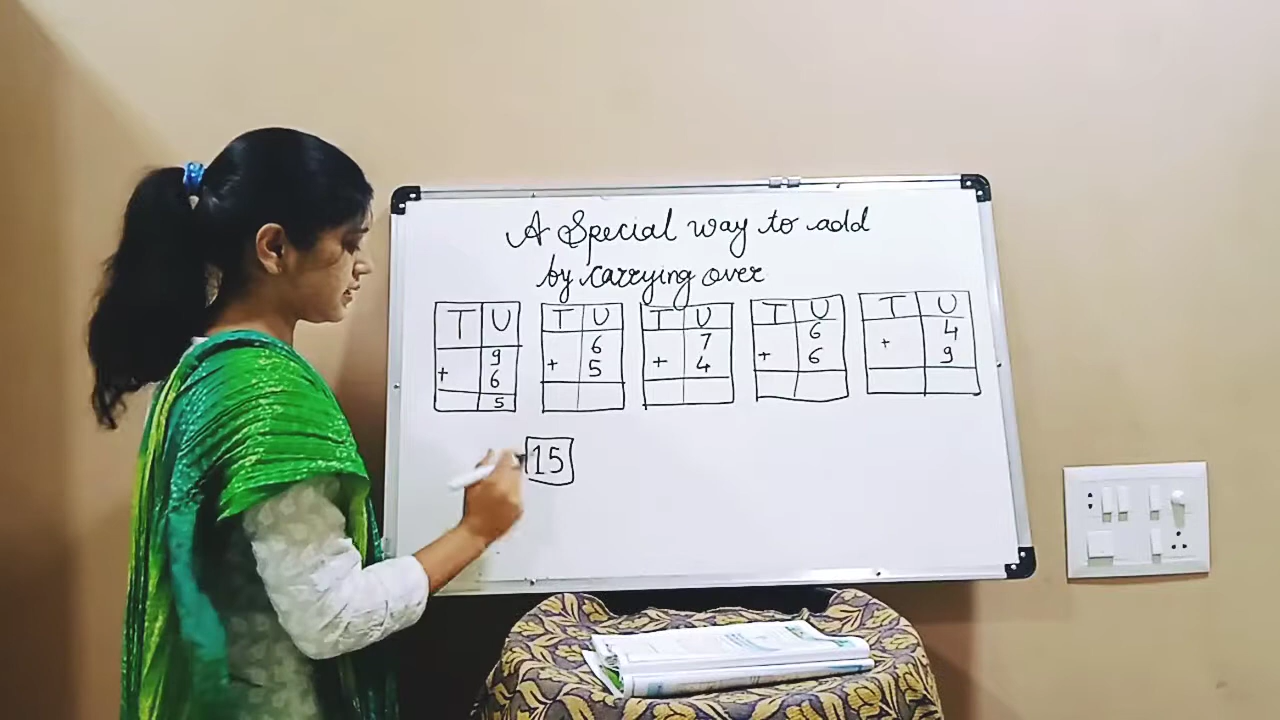 A Special way to add
by carrying over
T U T U T U T U T U
9 6 7 6 4
+ 6 + 5 + 4 + 6 + 9
5
15